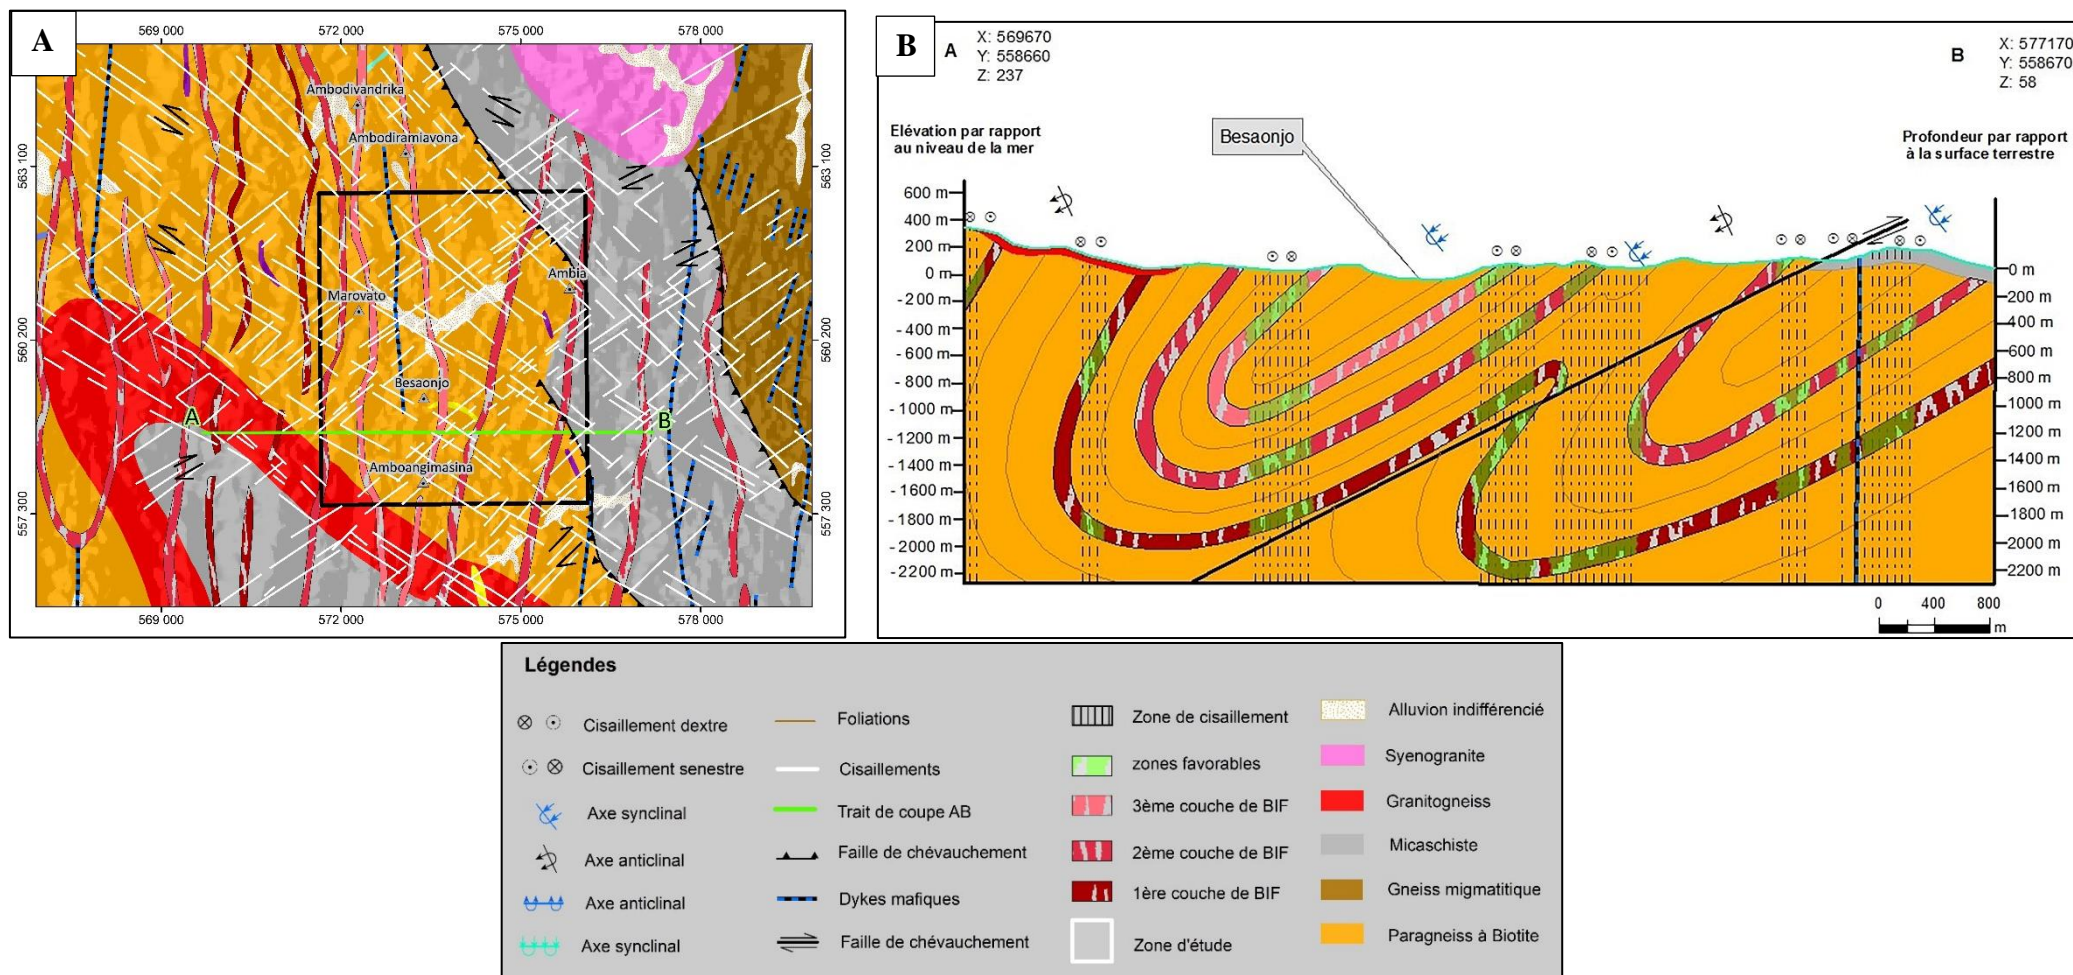 A
569 000
572 000
575 000
578 000
563 100
560 200
557 300
563 100
560 200
557 300
Ambodivandrika
Ambodiramiavona
Ambia
Marovato
Besaonjo
A
B
Amboangimasina
569 000
572 000
575 000
578 000
B
A
X: 569670
Y: 558660
Z: 237
B
X: 577170
Y: 558670
Z: 58
Elévation par rapport
au niveau de la mer
Besaonjo
Profondeur par rapport
à la surface terrestre
600 m
400 m
200 m
0 m
- 200 m
- 400 m
- 600 m
- 800 m
- 1000 m
- 1200 m
- 1400 m
- 1600 m
- 1800 m
- 2000 m
- 2200 m
0 m
- 200 m
- 400 m
- 600 m
- 800 m
- 1000 m
- 1200 m
- 1400 m
- 1600 m
- 1800 m
- 2000 m
- 2200 m
0 400 800
m
Légendes
Cisaillement dextre
Cisaillement senestre
Axe synclinal
Axe anticlinal
Axe anticlinal
Axe synclinal
Foliations
Cisaillements
Trait de coupe AB
Faille de chévauchement
Dykes mafiques
Faille de chévauchement
Zone de cisaillement
zones favorables
3ème couche de BIF
2ème couche de BIF
1ère couche de BIF
Zone d'étude
Alluvion indifférencié
Syenogranite
Granitogneiss
Micaschiste
Gneiss migmatitique
Paragneiss à Biotite